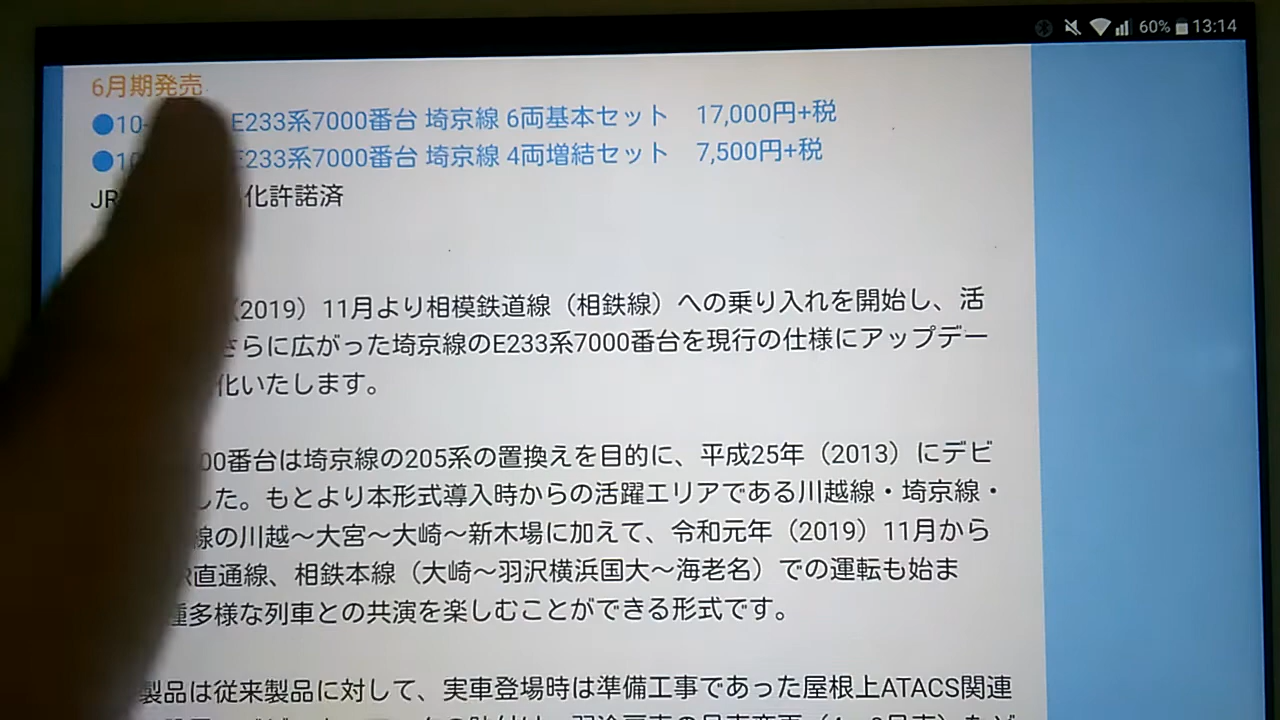 60% 13:14
6月期発売
●10- E233系7000番台 埼京線 6両基本セット 17,000円+税
●10 E233系7000番台 埼京線 4両増結セット 7,500円+税
JR 化許諾済
(2019）11月より相模鉄道線（相鉄線）への乗り入れを開始し、活
さらに広がった埼京線のE233系7000番台を現行の仕様にアップデー
化いたします。
00番台は埼京線の205系の置換えを目的に、平成25年（2013）にデビ
した。もとより本形式導入時からの活躍エリアである川越線・埼京線・
線の川越〜大宮〜大崎〜新木場に加えて、令和元年（2019）11月から
R直通線、相鉄本線（大崎〜羽沢横浜国大〜海老名）での運転も始ま
種多様な列車との共演を楽しむことができる形式です。
製品は従来製品に対して、実車登場時は準備工事であった屋根上ATACS関連